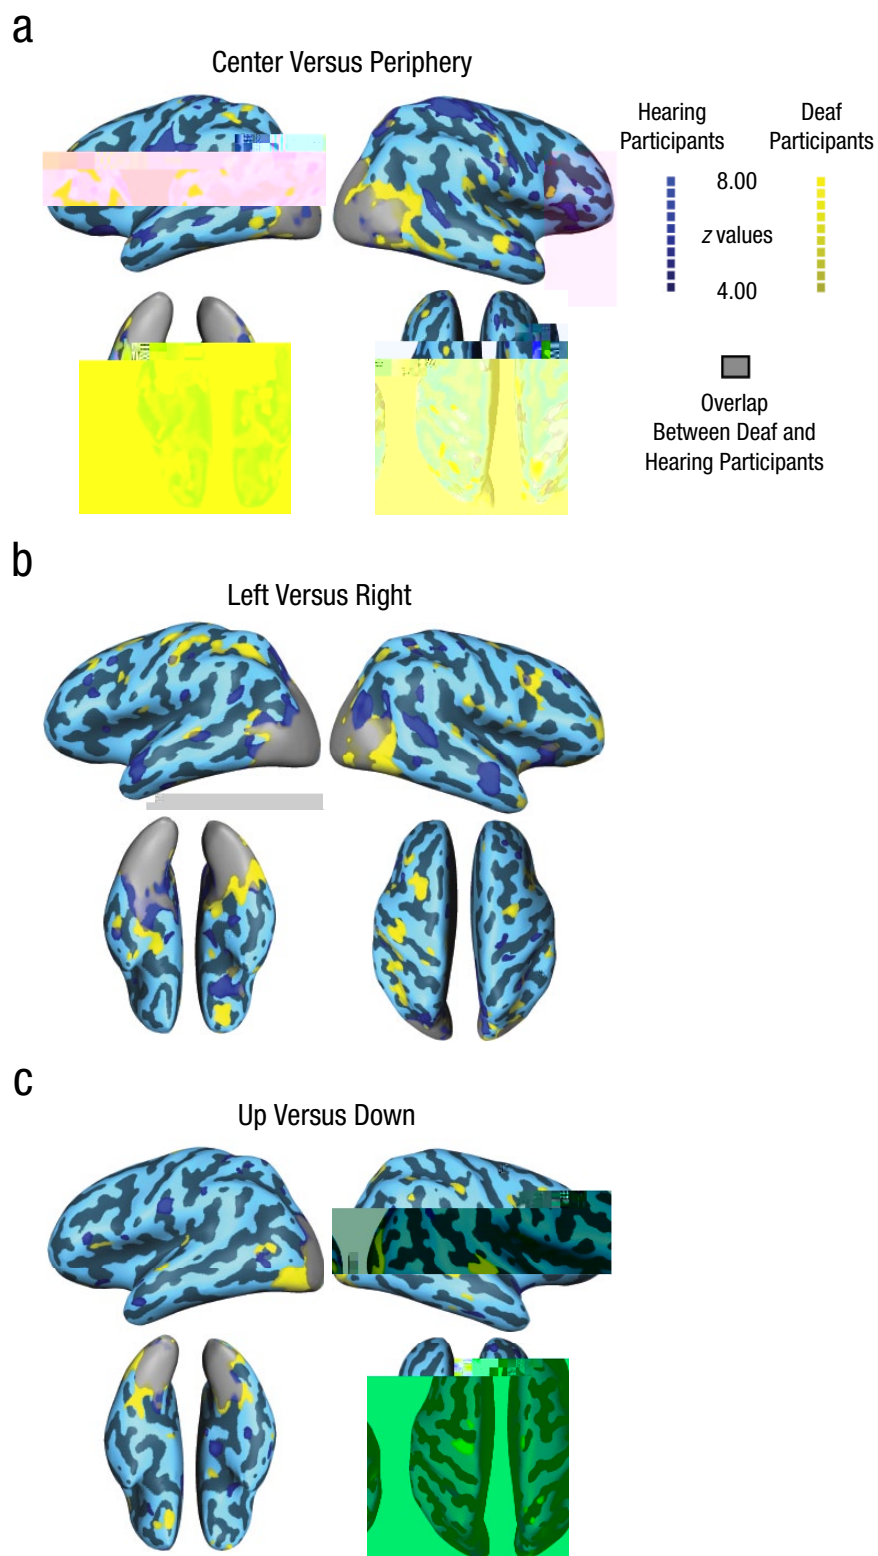 a
Center Versus Periphery
Hearing
Participants
Deaf
Participants
8.00
z values
4.00
Overlap
Between Deaf and
Hearing Participants
b
Left Versus Right
c
Up Versus Down